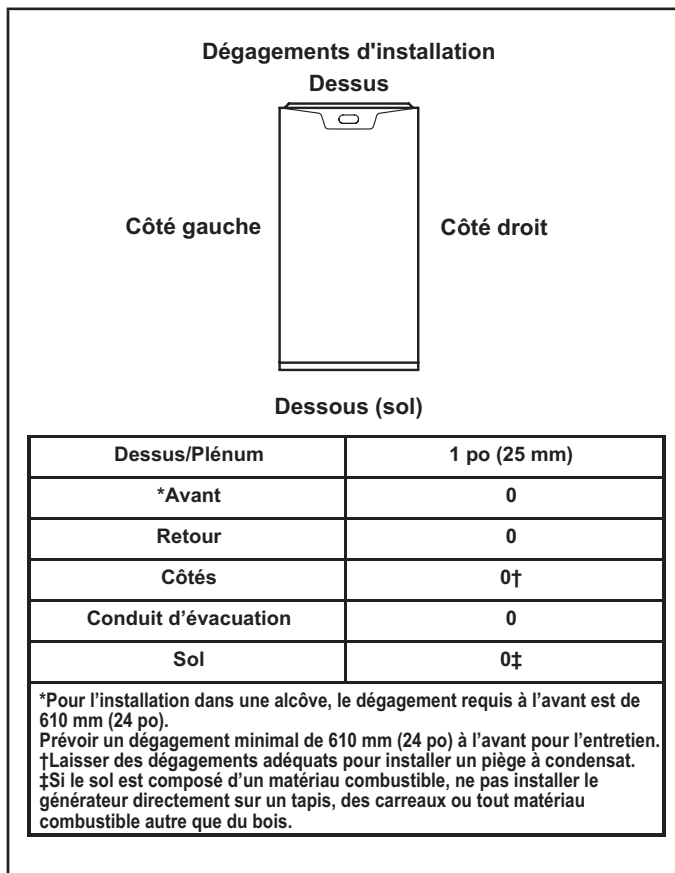 Dégagements d'installation
Dessus
Côté gauche
Côté droit
Dessous (sol)
Dessus/Plénum 1 po (25 mm)
*Avant 0
Retour 0
Côtés 0†
Conduit d’évacuation 0
Sol 0‡
*Pour l’installation dans une alcôve, le dégagement requis à l’avant est de
610 mm (24 po).
Prévoir un dégagement minimal de 610 mm (24 po) à l’avant pour l’entretien.
†Laisser des dégagements adéquats pour installer un piège à condensat.
‡Si le sol est composé d’un matériau combustible, ne pas installer le
générateur directement sur un tapis, des carreaux ou tout matériau
combustible autre que du bois.